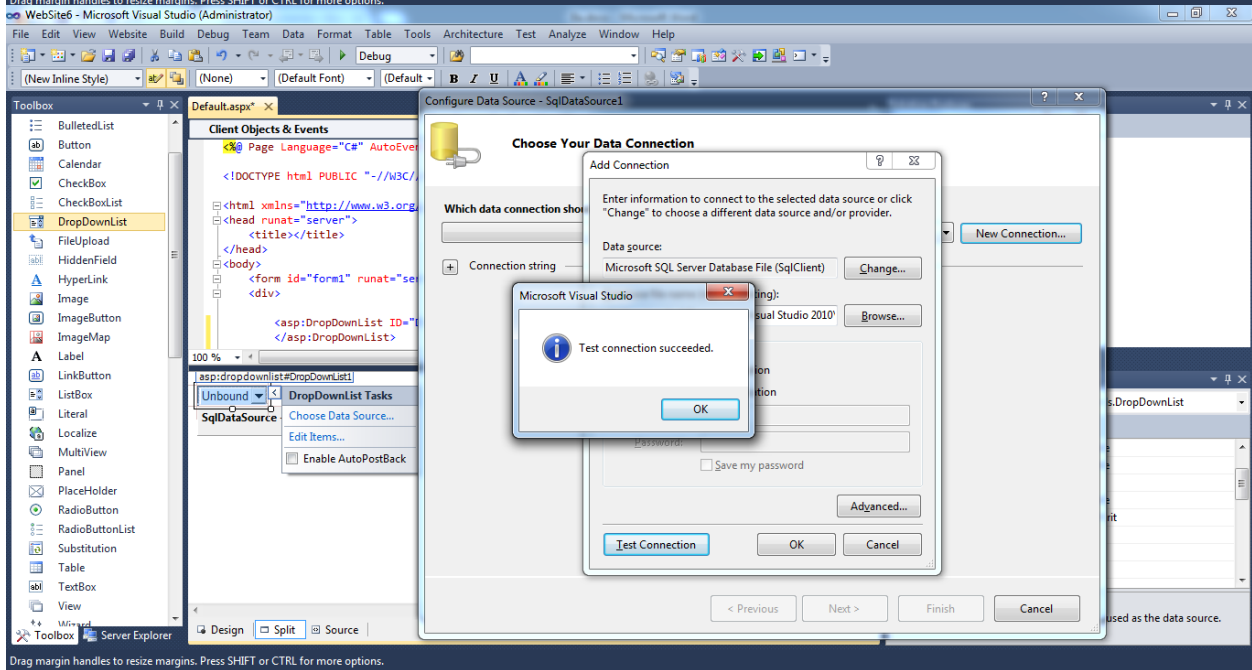 Drag margin handles to resize margins. Press SHIFT or CTRL for more options.
WebSite6 - Microsoft Visual Studio (Administrator)
File Edit View Website Build Debug Team Data Format Table Tools Architecture Test Analyze Window Help
Debug
(New Inline Style) (None) (Default Font) (Default B I U A
Toolbox
BulletedList
Button
Calendar
CheckBox
CheckBoxList
DropDownList
FileUpload
HiddenField
HyperLink
Image
ImageButton
ImageMap
Label
LinkButton
ListBox
Literal
Localize
MultiView
Panel
PlaceHolder
RadioButton
RadioButtonList
Substitution
Table
TextBox
View
Wizard
Toolbox Server Explorer
Default.aspx*
Client Objects & Events
<%@ Page Language="C#" AutoEver
<!DOCTYPE html PUBLIC "-//W3C//
<html xmlns="http://www.w3.org/
<head runat="server">
<title></title>
</head>
<body>
<form id="form1" runat="ser
<div>
<asp:DropDownList ID="D
</asp:DropDownList>
100 %
asp:dropdownlist#DropDownList1
Unbound
SqlDataSource
DropDownList Tasks
Choose Data Source...
Edit Items...
Enable AutoPostBack
Design Split Source
Configure Data Source - SqlDataSource1
Choose Your Data Connection
Which data connection shou
New Connection...
Connection string
< Previous Next > Finish Cancel
Add Connection
Enter information to connect to the selected data source or click
"Change" to choose a different data source and/or provider.
Data source:
Microsoft SQL Server Database File (SqlClient) Change...
ting):
sual Studio 2010\ Browse...
ion
ition
Password:
Save my password
Advanced...
Test Connection OK Cancel
Microsoft Visual Studio
Test connection succeeded.
OK
s.DropDownList
rit
used as the data source.
Drag margin handles to resize margins. Press SHIFT or CTRL for more options.